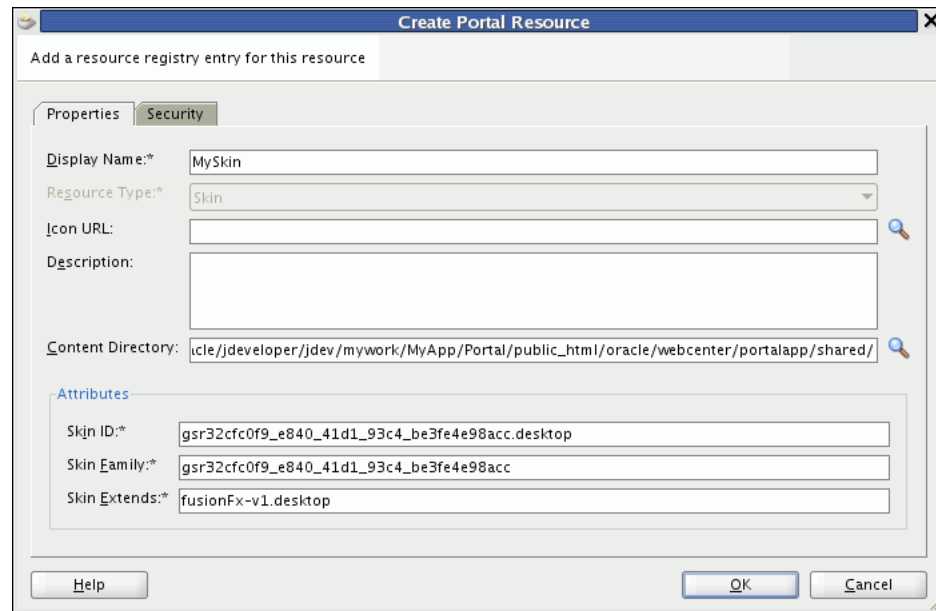 Create Portal Resource
Add a resource registry entry for this resource
Properties Security
Display Name:* MySkin
Resource Type:* Skin
Icon URL:
Description:
Content Directory: acle/jdeveloper/jdev/mywork/MyApp/Portal/public_html/oracle/webcenter/portalapp/shared/
Attributes
Skin ID:* gsr32cfc0f9_e840_41d1_93c4_be3fe4e98acc.desktop
Skin Family:* gsr32cfc0f9_e840_41d1_93c4_be3fe4e98acc
Skin Extends:* fusionFx-v1.desktop
Help OK Cancel